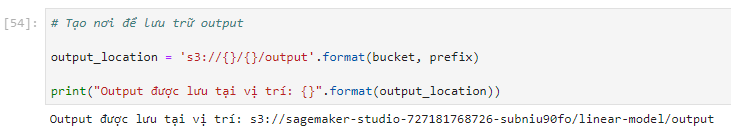 [54]:
# Tạo nơi để lưu trữ output
output_location = 's3://{}/{}/output'.format(bucket, prefix)
print("Output được lưu tại vị trí: {}".format(output_location))
Output được lưu tại vị trí: s3://sagemaker-studio-727181768726-subniu90fo/linear-model/output